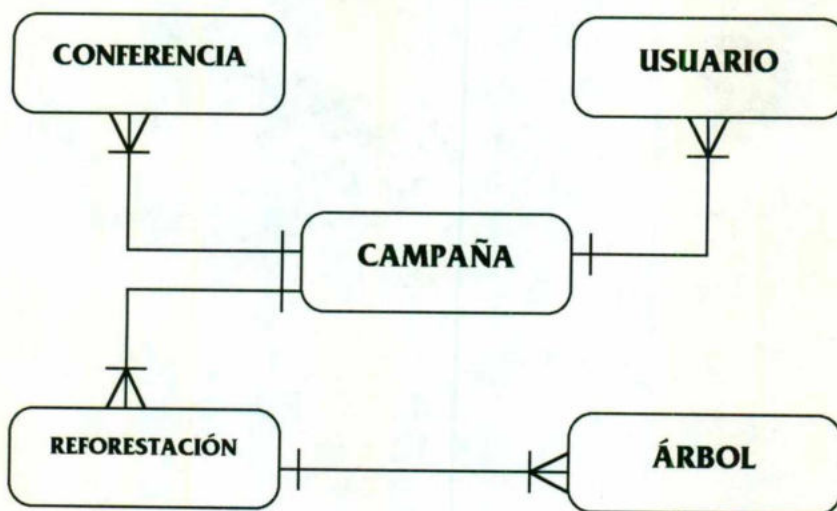 CONFERENCIA
USUARIO
CAMPAÑA
REFORESTACIÓN
ÁRBOL